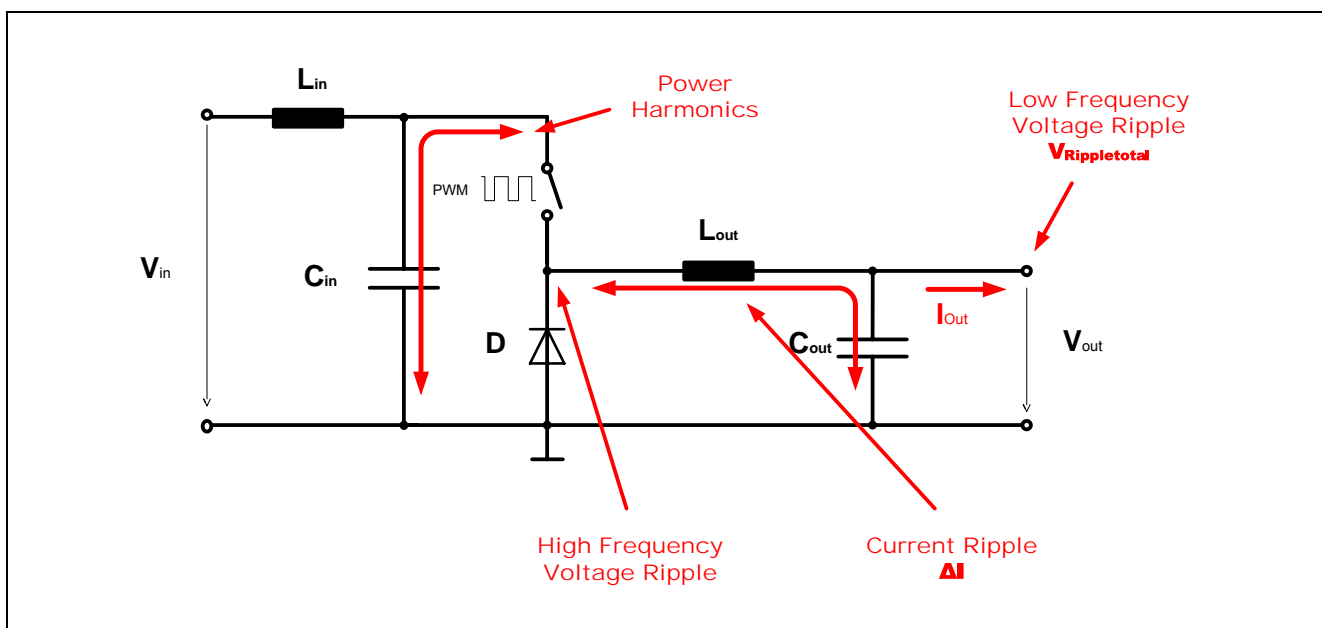 Lin
Power
Harmonics
Low Frequency
Voltage Ripple
VRippletotal
PWM
Lout
Vin
Cin
IOut
D
Cout
Vout
High Frequency
Voltage Ripple
Current Ripple
ΔI